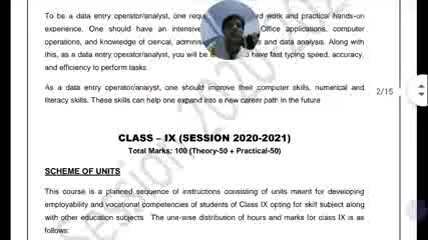 To be a data entry operator/analyst, one requ rd work and practical hands-on
experience. One should have an intensive Office applications, computer
operations, and knowledge of clerical, adminis s and data analysis. Along with
this, as a data entry operator/analyst, you will be have fast typing speed, accuracy,
and efficiency to perform tasks.
As a data entry operator/analyst, one should improve their computer skills, numerical and
literacy skills. These skills can help one expand into a new career path in the future
2/15
CLASS – IX (SESSION 2020-2021)
Total Marks: 100 (Theory-50 + Practical-50)
SCHEME OF UNITS
This course is a planned sequence of instructions consisting of units meant for developing
employability and vocational competencies of students of Class IX opting for skill subject along
with other education subjects The unit-wise distribution of hours and marks for class IX is as
follows:
Session 2020-2021